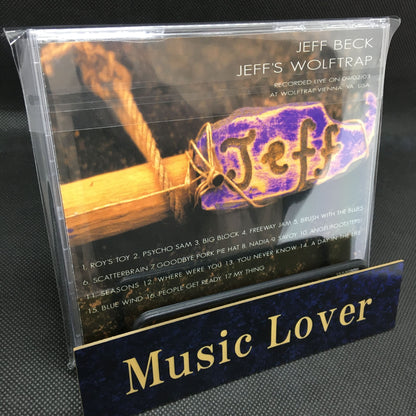 JEFF BECK
JEFF'S WOLFTRAP
RECORDED LIVE ON 09/02/03
AT WOLFTRAP, VIENNA, VA, USA
Jeff
1. ROY'S TOY 2. PSYCHO SAM 3. BIG BLOCK 4. FREEWAY JAM 5. BRUSH WITH THE BLUES
6. SCATTERBRAIN 7. GOODBYE PORK PIE HAT 8. NADIA 9. SAVOY 10. ANGEL (FOOTSTEPS)
11. SEASONS 12. WHERE WERE YOU 13. YOU NEVER KNOW 14. A DAY IN THE LIFE
15. BLUE WIND 16. PEOPLE GET READY 17. MY THING
Music Lover